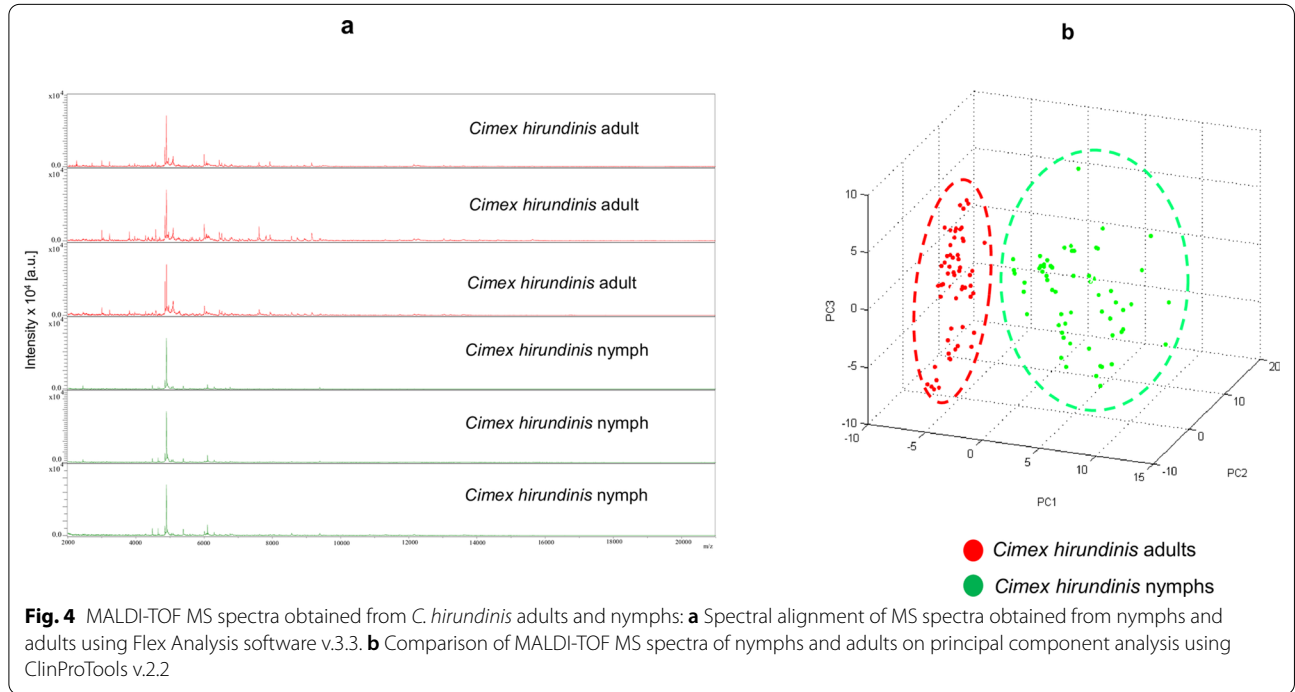 a
b
x10⁴
Cimex hirundinis adult
0.0
x10⁴
Cimex hirundinis adult
0.0
x10⁴
Cimex hirundinis adult
0.0
x10⁴
Cimex hirundinis nymph
0.0
x10⁴
Cimex hirundinis nymph
0.0
x10⁴
Cimex hirundinis nymph
0.0
Intensity x 10⁴ [a.u.]
2000 4000 6000 8000 10000 12000 14000 16000 18000 20000 m/z
10
5
0
-5
-10
PC3
-10 -5 0 5 10 15
PC1
-10 0 10 20
PC2
Cimex hirundinis adults
Cimex hirundinis nymphs
Fig. 4 MALDI-TOF MS spectra obtained from C. hirundinis adults and nymphs: a Spectral alignment of MS spectra obtained from nymphs and
adults using Flex Analysis software v.3.3. b Comparison of MALDI-TOF MS spectra of nymphs and adults on principal component analysis using
ClinProTools v.2.2